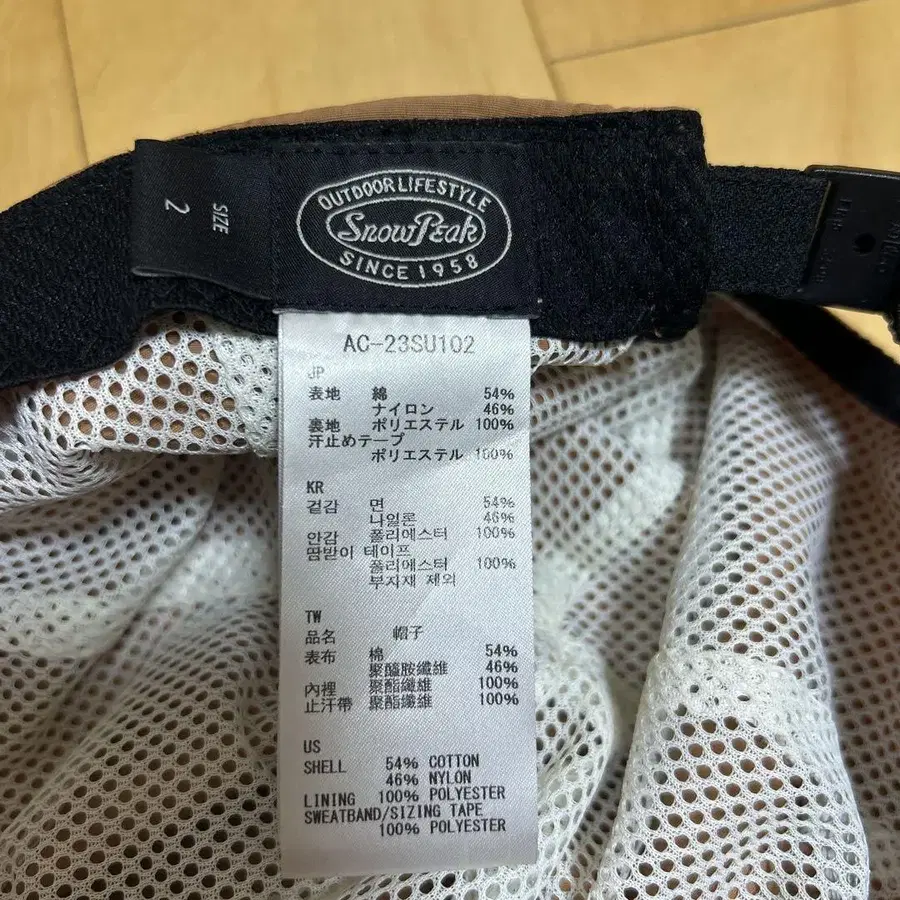 SIZE
2
OUTDOOR LIFESTYLE
Snow Peak
SINCE 1958
AC-23SU102
JP
表地 綿 54%
ナイロン 46%
裏地 ポリエステル 100%
汗止めテープ
ポリエステル 100%
KR
겉감 면 54%
나일론 46%
안감 폴리에스터 100%
땀받이 테이프
폴리에스터 100%
부자재 제외
TW
品名 帽子
表布 棉 54%
聚醯胺纖維 46%
內裡 聚酯纖維 100%
止汗帶 聚酯纖維 100%
US
SHELL 54% COTTON
46% NYLON
LINING 100% POLYESTER
SWEATBAND/SIZING TAPE
100% POLYESTER